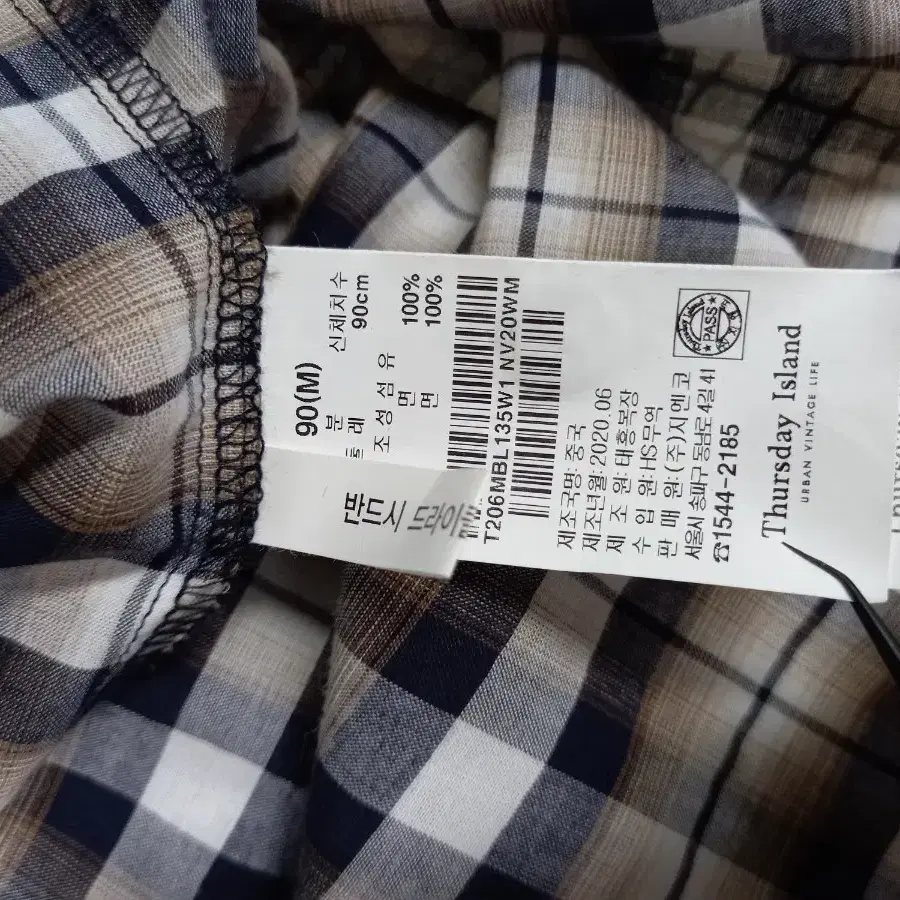 90(M)
신체치수
90cm
분
조성섬유
면 100%
면 100%
반드시 드라이
T206MBL135W1 NV20WM
제조국명: 중국
제조년월: 2020.06
제 조 원: 태흥복장
수 입 원: HS무역
판 매 원: (주)지엔코
서울시 송파구 동남로 4길 41
☎1544-2185
PASS
Thursday Island
URBAN VINTAGE LIFE